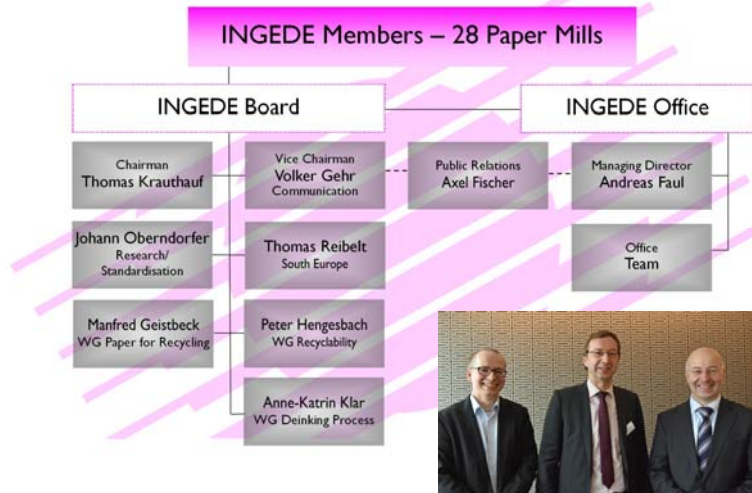 INGEDE Members – 28 Paper Mills
INGEDE Board
INGEDE Office
Chairman
Thomas Krauthauf
Vice Chairman
Volker Gehr
Communication
Public Relations
Axel Fischer
Managing Director
Andreas Faul
Johann Oberndorfer
Research/
Standardisation
Thomas Reibelt
South Europe
Office
Team
Manfred Geistbeck
WG Paper for Recycling
Peter Hengesbach
WG Recyclability
Anne-Katrin Klar
WG Deinking Process